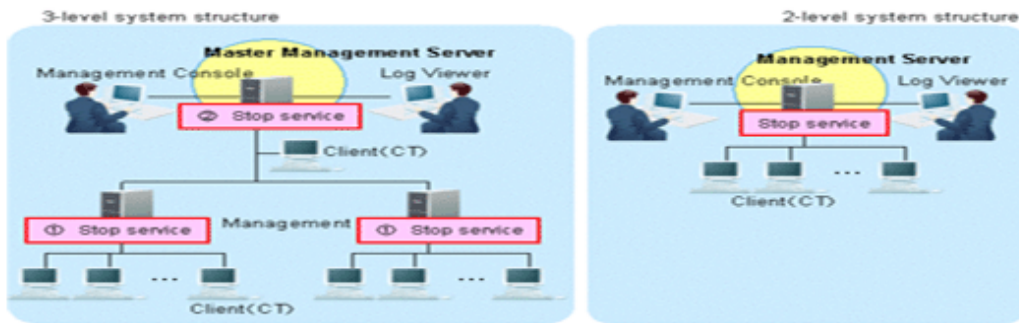 3-level system structure
Master Management Server
Management Console
Log Viewer
② Stop service
Client(CT)
Management
① Stop service
① Stop service
...
...
Client(CT)
2-level system structure
Management Server
Management Console
Log Viewer
Stop service
...
Client(CT)